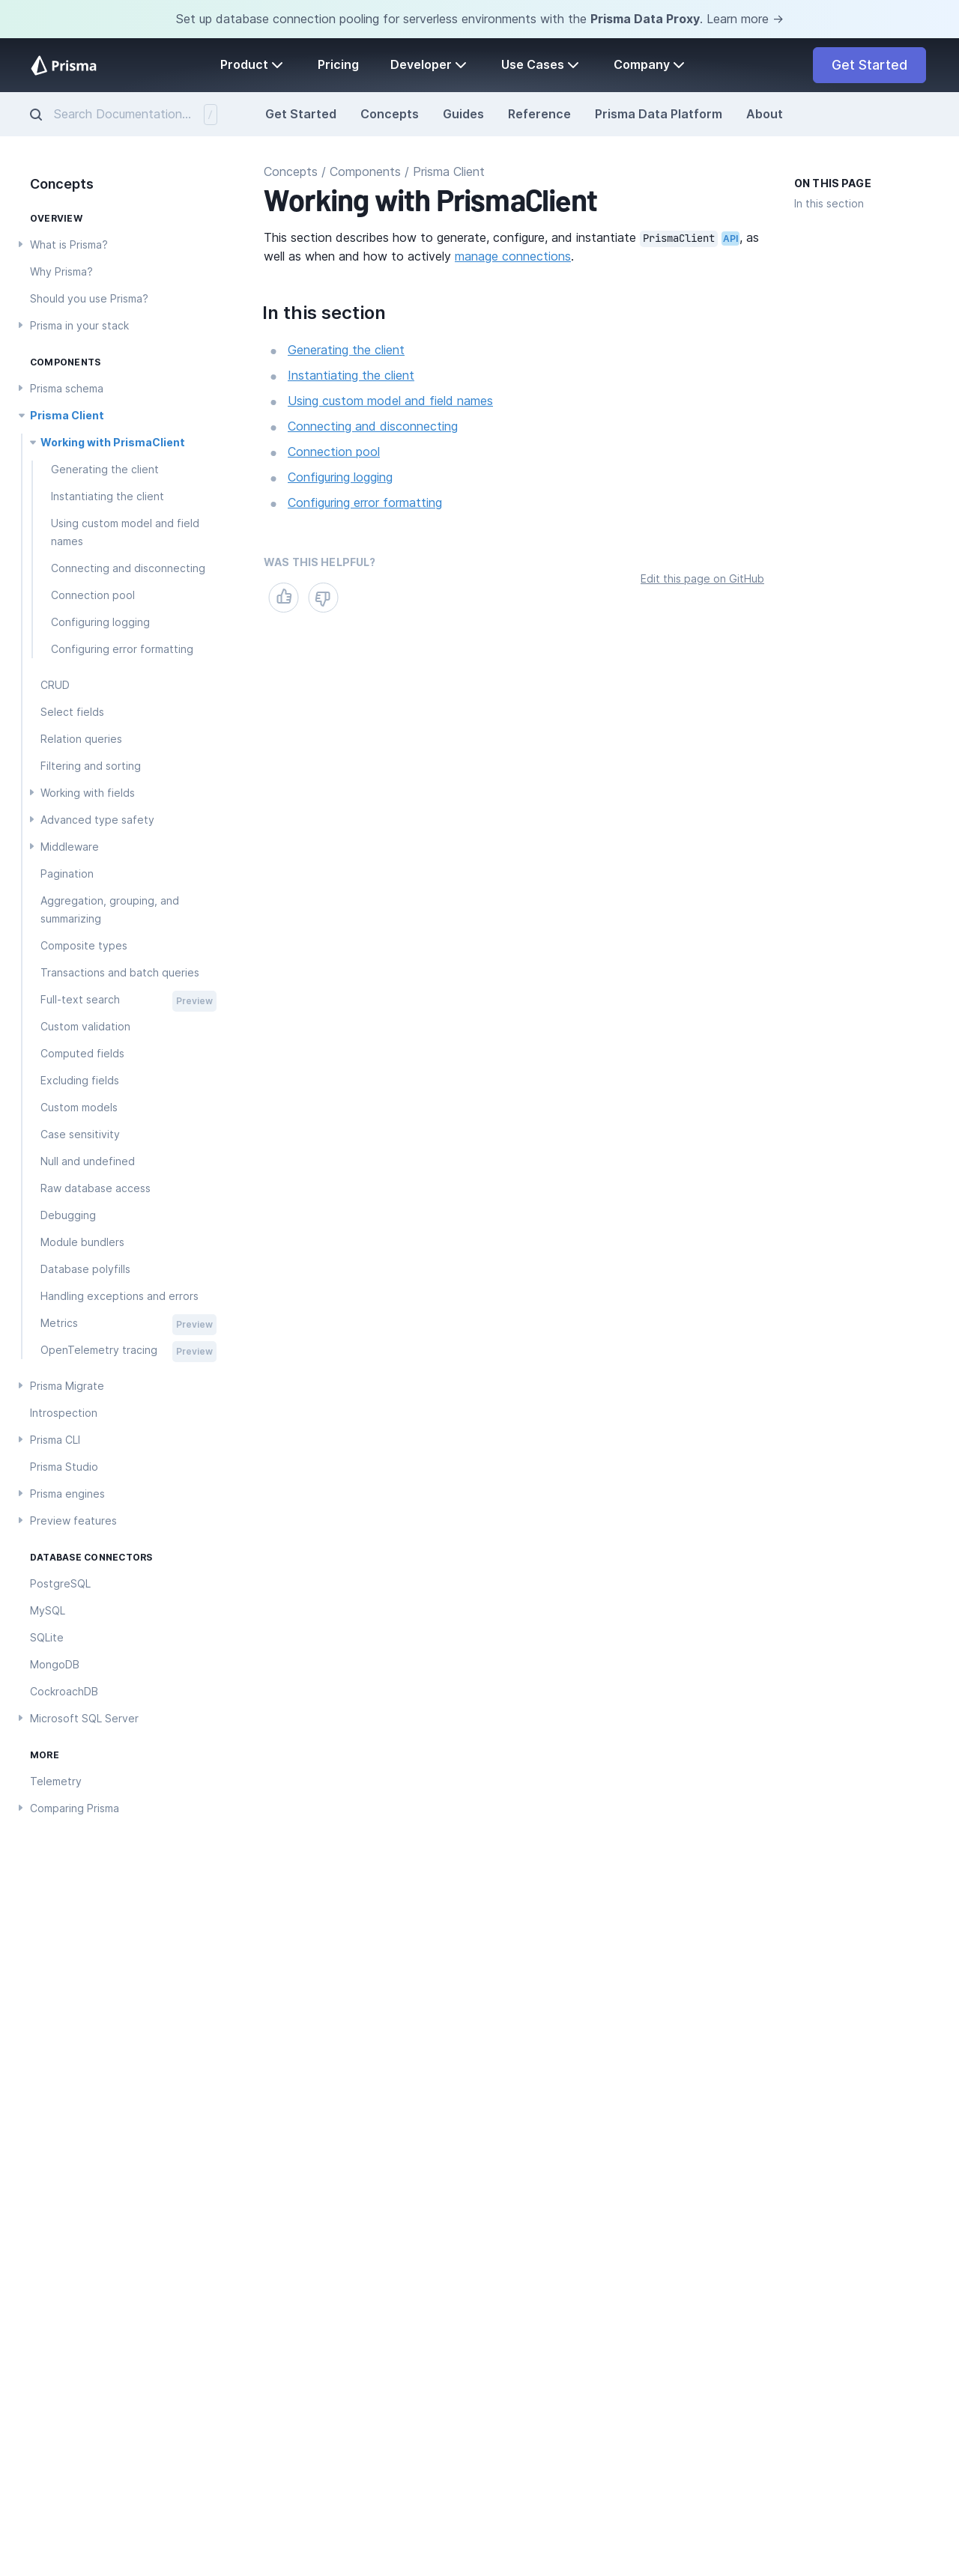 Set up database connection pooling for serverless environments with the Prisma Data Proxy. Learn more →
Prisma
Product
Pricing
Developer
Use Cases
Company
Get Started
Search Documentation...
/
Get Started
Concepts
Guides
Reference
Prisma Data Platform
About
Concepts
OVERVIEW
What is Prisma?
Why Prisma?
Should you use Prisma?
Prisma in your stack
COMPONENTS
Prisma schema
Prisma Client
Working with PrismaClient
Generating the client
Instantiating the client
Using custom model and field
names
Connecting and disconnecting
Connection pool
Configuring logging
Configuring error formatting
CRUD
Select fields
Relation queries
Filtering and sorting
Working with fields
Advanced type safety
Middleware
Pagination
Aggregation, grouping, and
summarizing
Composite types
Transactions and batch queries
Full-text search Preview
Custom validation
Computed fields
Excluding fields
Custom models
Case sensitivity
Null and undefined
Raw database access
Debugging
Module bundlers
Database polyfills
Handling exceptions and errors
Metrics Preview
OpenTelemetry tracing Preview
Prisma Migrate
Introspection
Prisma CLI
Prisma Studio
Prisma engines
Preview features
DATABASE CONNECTORS
PostgreSQL
MySQL
SQLite
MongoDB
CockroachDB
Microsoft SQL Server
MORE
Telemetry
Comparing Prisma
Concepts / Components / Prisma Client
Working with PrismaClient
This section describes how to generate, configure, and instantiate PrismaClient API, as
well as when and how to actively manage connections.
In this section
Generating the client
Instantiating the client
Using custom model and field names
Connecting and disconnecting
Connection pool
Configuring logging
Configuring error formatting
WAS THIS HELPFUL?
Edit this page on GitHub
ON THIS PAGE
In this section